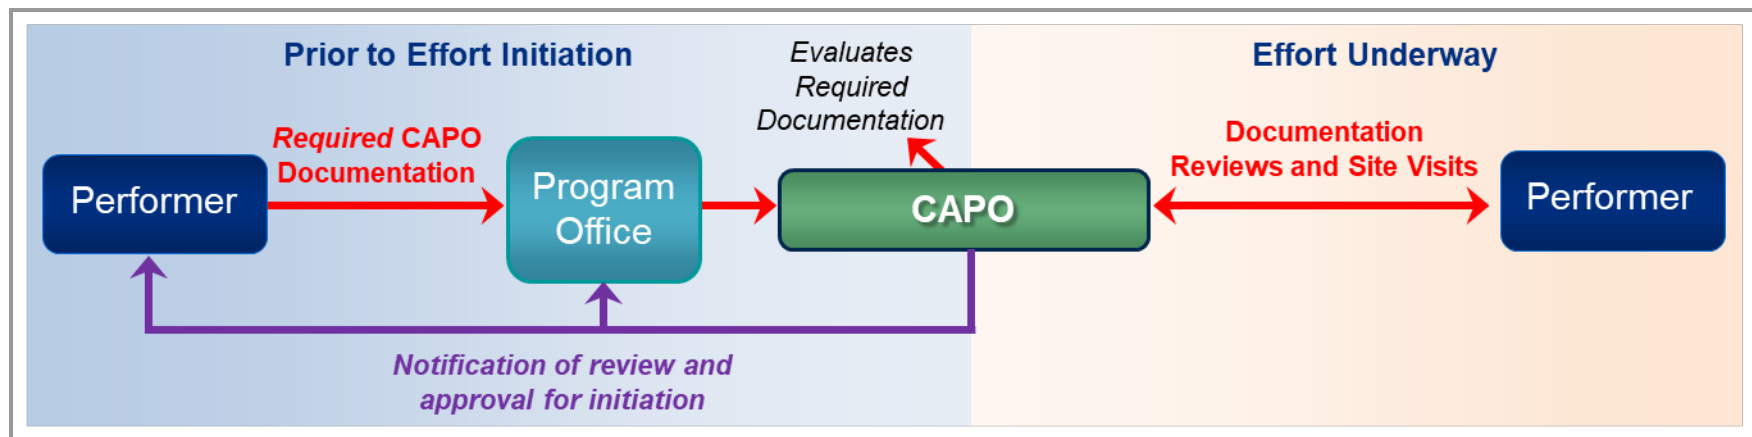 Prior to Effort Initiation
Evaluates
Required
Documentation
Effort Underway
Required CAPO
Documentation
Documentation
Reviews and Site Visits
Performer
Program
Office
CAPO
Performer
Notification of review and
approval for initiation